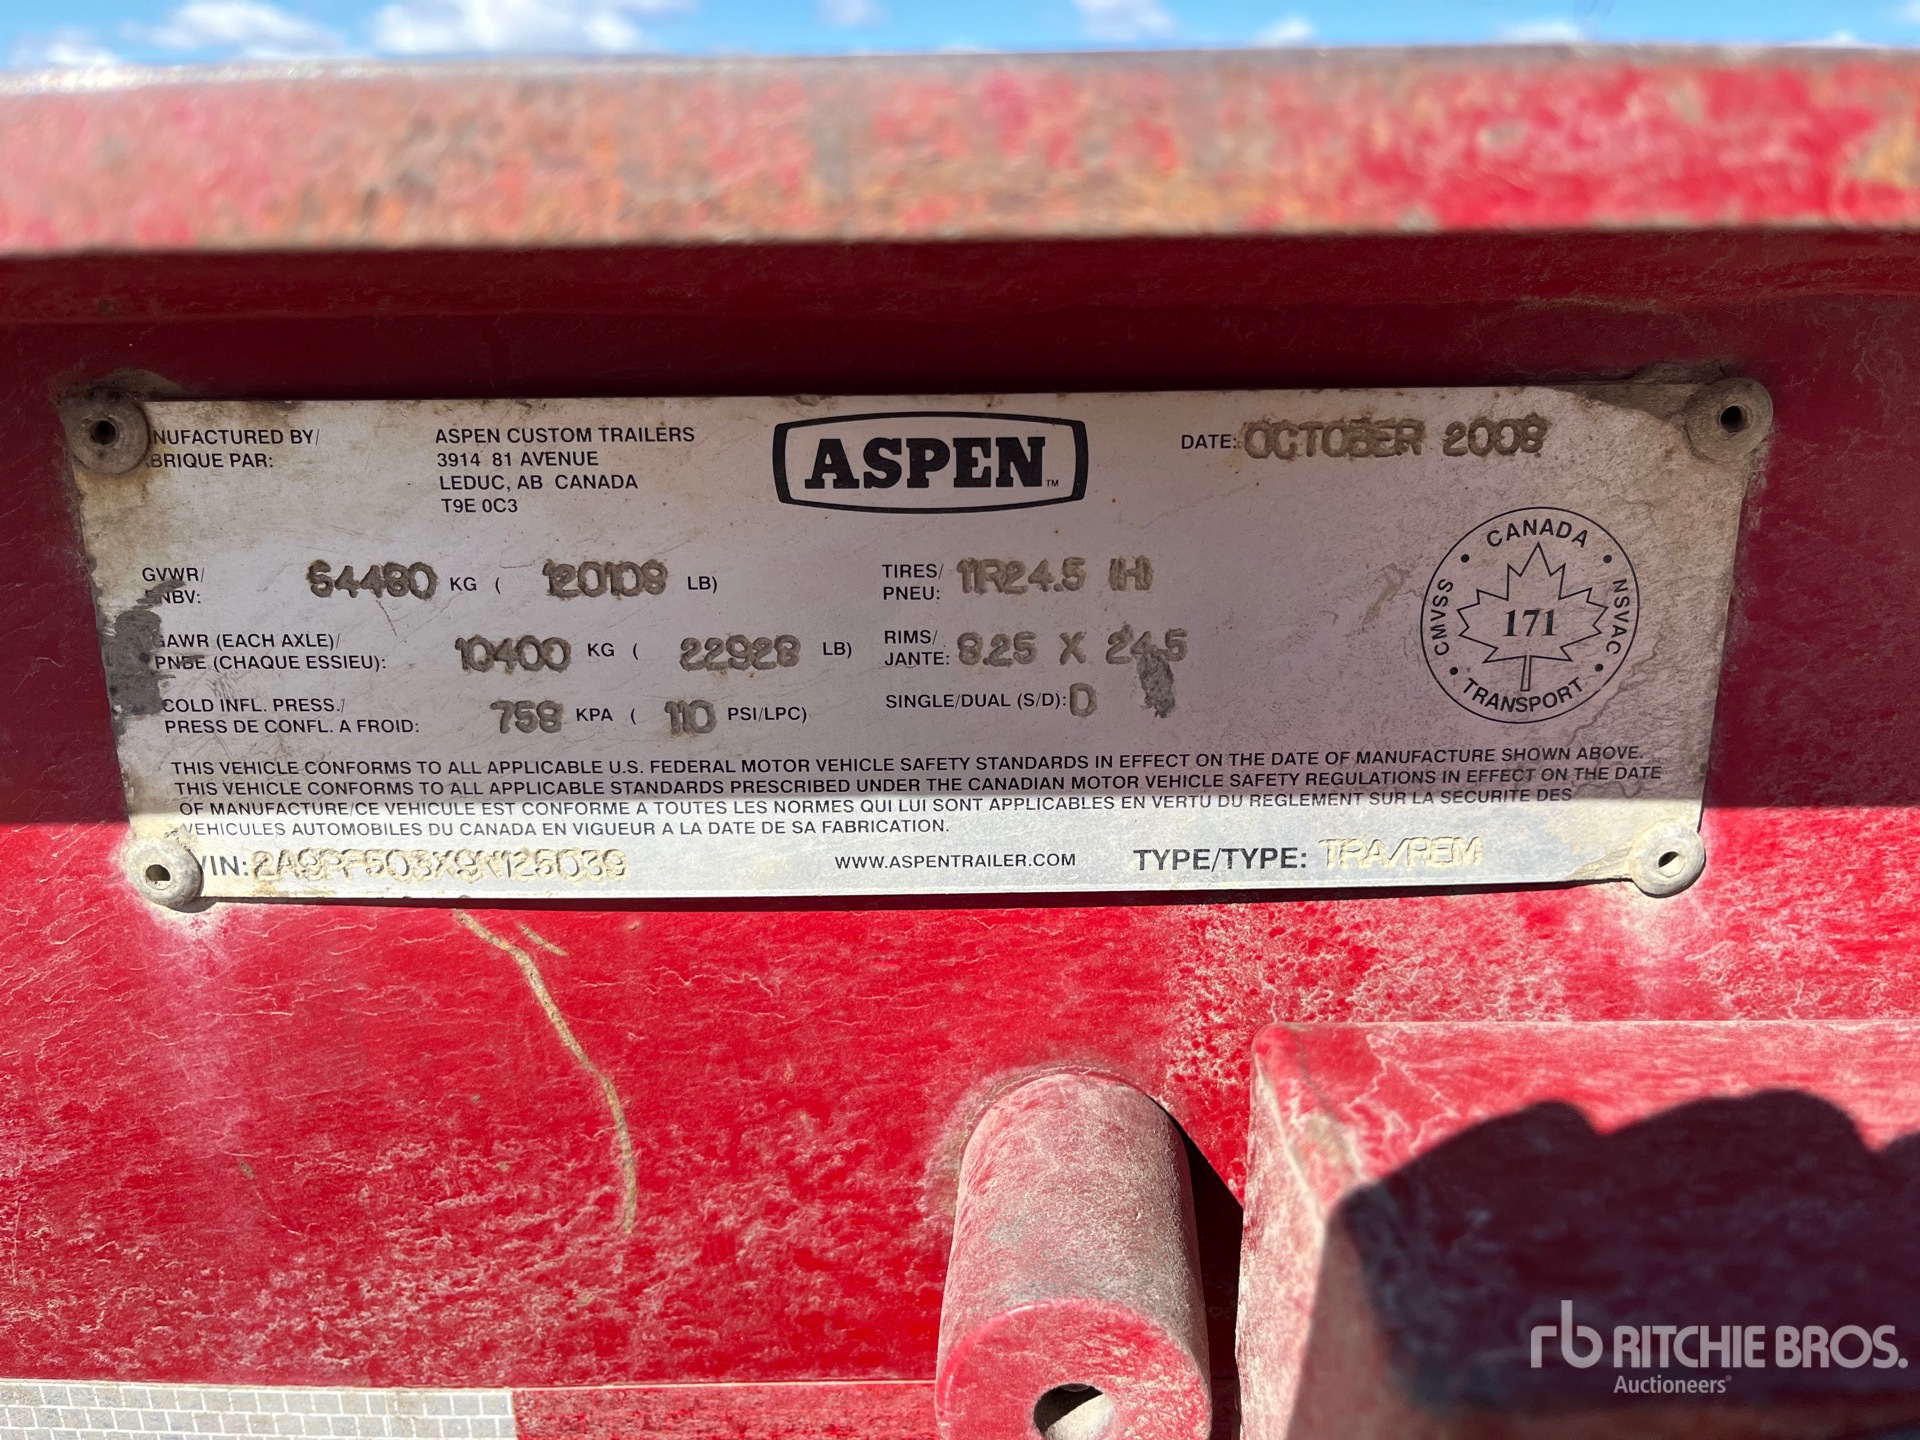 NUFACTURED BY/ ASPEN CUSTOM TRAILERS
BRIQUE PAR: 3914 81 AVENUE
LEDUC, AB CANADA
T9E 0C3
ASPEN TM
DATE: OCTOBER 2008
CANADA
CMVSS 171 NSVAC
TRANSPORT
GVWR/ 54480 KG ( 120108 LB)
NBV:
TIRES/ 11R24.5 (H)
PNEU:
GAWR (EACH AXLE)/ 10400 KG ( 22928 LB)
PNBE (CHAQUE ESSIEU):
RIMS/ 8.25 X 24.5
JANTE:
COLD INFL. PRESS./ 758 KPA ( 110 PSI/LPC)
PRESS DE CONFL. A FROID:
SINGLE/DUAL (S/D): D
THIS VEHICLE CONFORMS TO ALL APPLICABLE U.S. FEDERAL MOTOR VEHICLE SAFETY STANDARDS IN EFFECT ON THE DATE OF MANUFACTURE SHOWN ABOVE.
THIS VEHICLE CONFORMS TO ALL APPLICABLE STANDARDS PRESCRIBED UNDER THE CANADIAN MOTOR VEHICLE SAFETY REGULATIONS IN EFFECT ON THE DATE
OF MANUFACTURE/CE VEHICULE EST CONFORME A TOUTES LES NORMES QUI LUI SONT APPLICABLES EN VERTU DU REGLEMENT SUR LA SECURITE DES
VEHICULES AUTOMOBILES DU CANADA EN VIGUEUR A LA DATE DE SA FABRICATION.
VIN: 2A9PF503X9N125039 WWW.ASPENTRAILER.COM TYPE/TYPE: TRA/REM
rb RITCHIE BROS.
Auctioneers